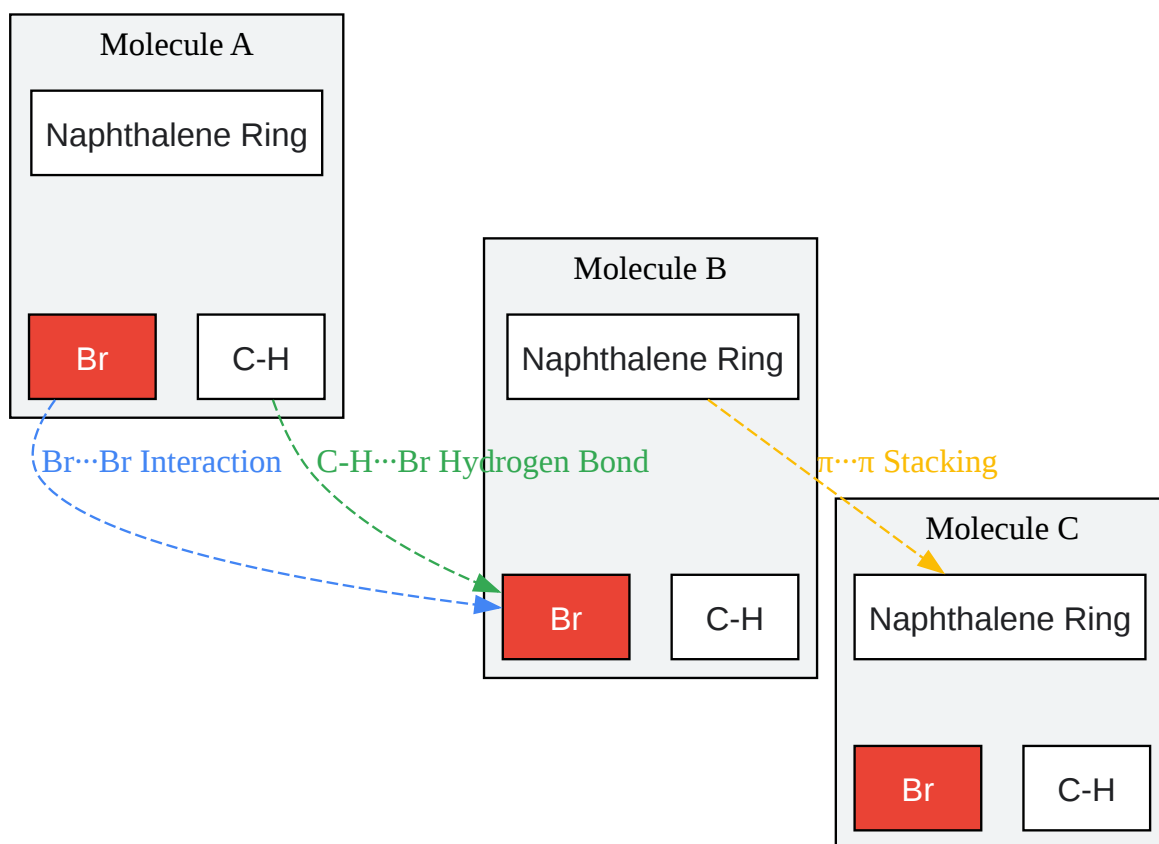 Molecule A
Naphthalene Ring
Br
C-H
Molecule B
Naphthalene Ring
Br···Br Interaction
C-H···Br Hydrogen Bond
π···π Stacking
Molecule C
Br
C-H
Naphthalene Ring
Br
C-H